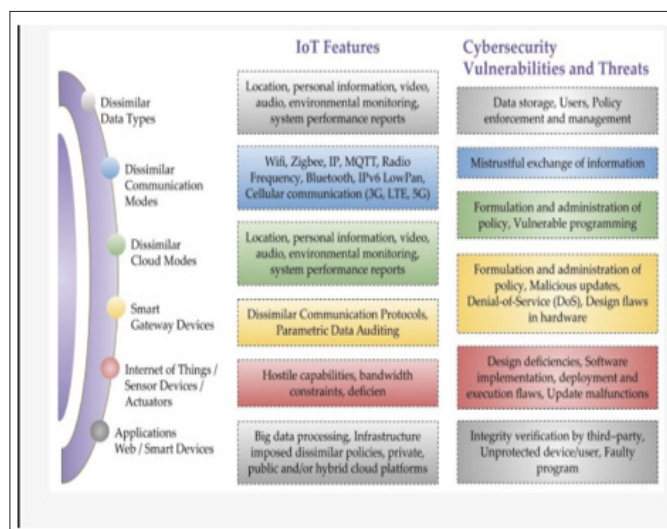 IoT Features
Cybersecurity
Vulnerabilities and Threats
Dissimilar
Data Types
Location, personal information, video,
audio, environmental monitoring,
system performance reports
Data storage, Users, Policy
enforcement and management
Dissimilar
Communication
Modes
Wifi, Zigbee, IP, MQTT, Radio
Frequency, Bluetooth, IPv6 LowPan,
Cellular communication (3G, LTE, 5G)
Mistrustful exchange of information
Dissimilar
Cloud Modes
Location, personal information, video,
audio, environmental monitoring,
system performance reports
Formulation and administration of
policy, Vulnerable programming
Smart
Gateway Devices
Dissimilar Communication Protocols,
Parametric Data Auditing
Formulation and administration of
policy, Malicious updates,
Denial-of-Service (DoS), Design flaws
in hardware
Internet of Things /
Sensor Devices /
Actuators
Hostile capabilities, bandwidth
constraints, deficien
Design deficiencies, Software
implementation, deployment and
execution flaws, Update malfunctions
Applications
Web / Smart Devices
Big data processing, Infrastructure
imposed dissimilar policies, private,
public and/or hybrid cloud platforms
Integrity verification by third–party,
Unprotected device/user, Faulty
program